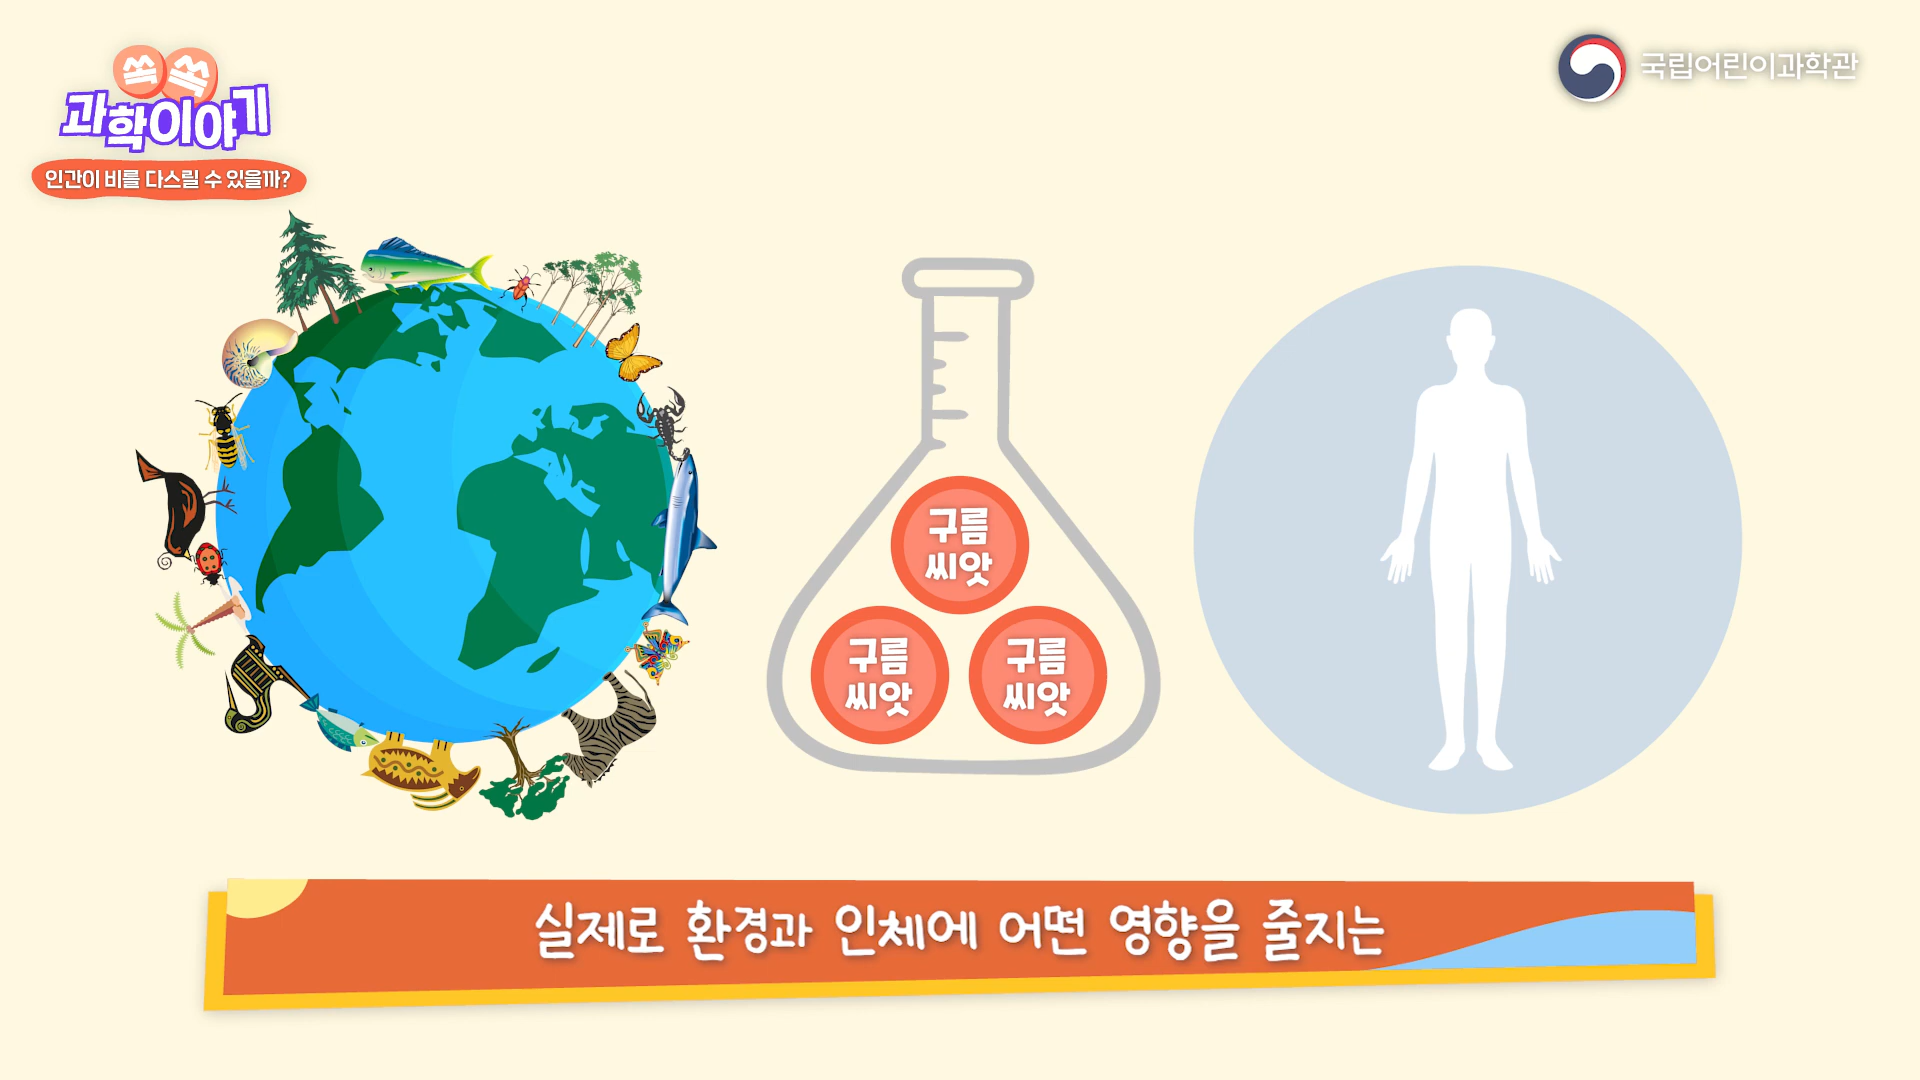 쏙쏙
과학이야기
인간이 비를 다스릴 수 있을까?
국립어린이과학관
구름
씨앗
구름
씨앗
구름
씨앗
실제로 환경과 인체에 어떤 영향을 줄지는